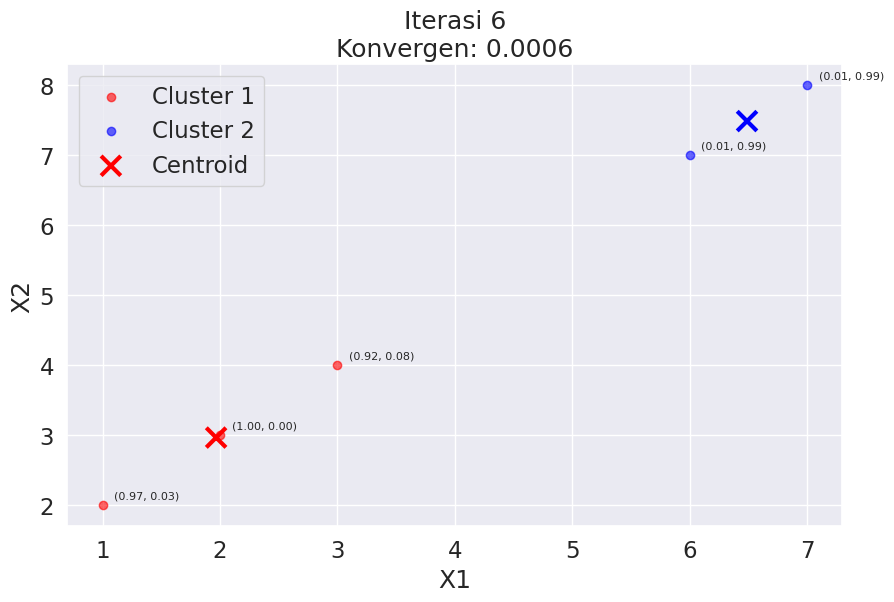 Iterasi 6
Konvergen: 0.0006
Cluster 1
Cluster 2
Centroid
(0.01, 0.99)
(0.01, 0.99)
(0.92, 0.08)
(1.00, 0.00)
(0.97, 0.03)
8
7
6
5
4
3
2
X2
1 2 3 4 5 6 7
X1